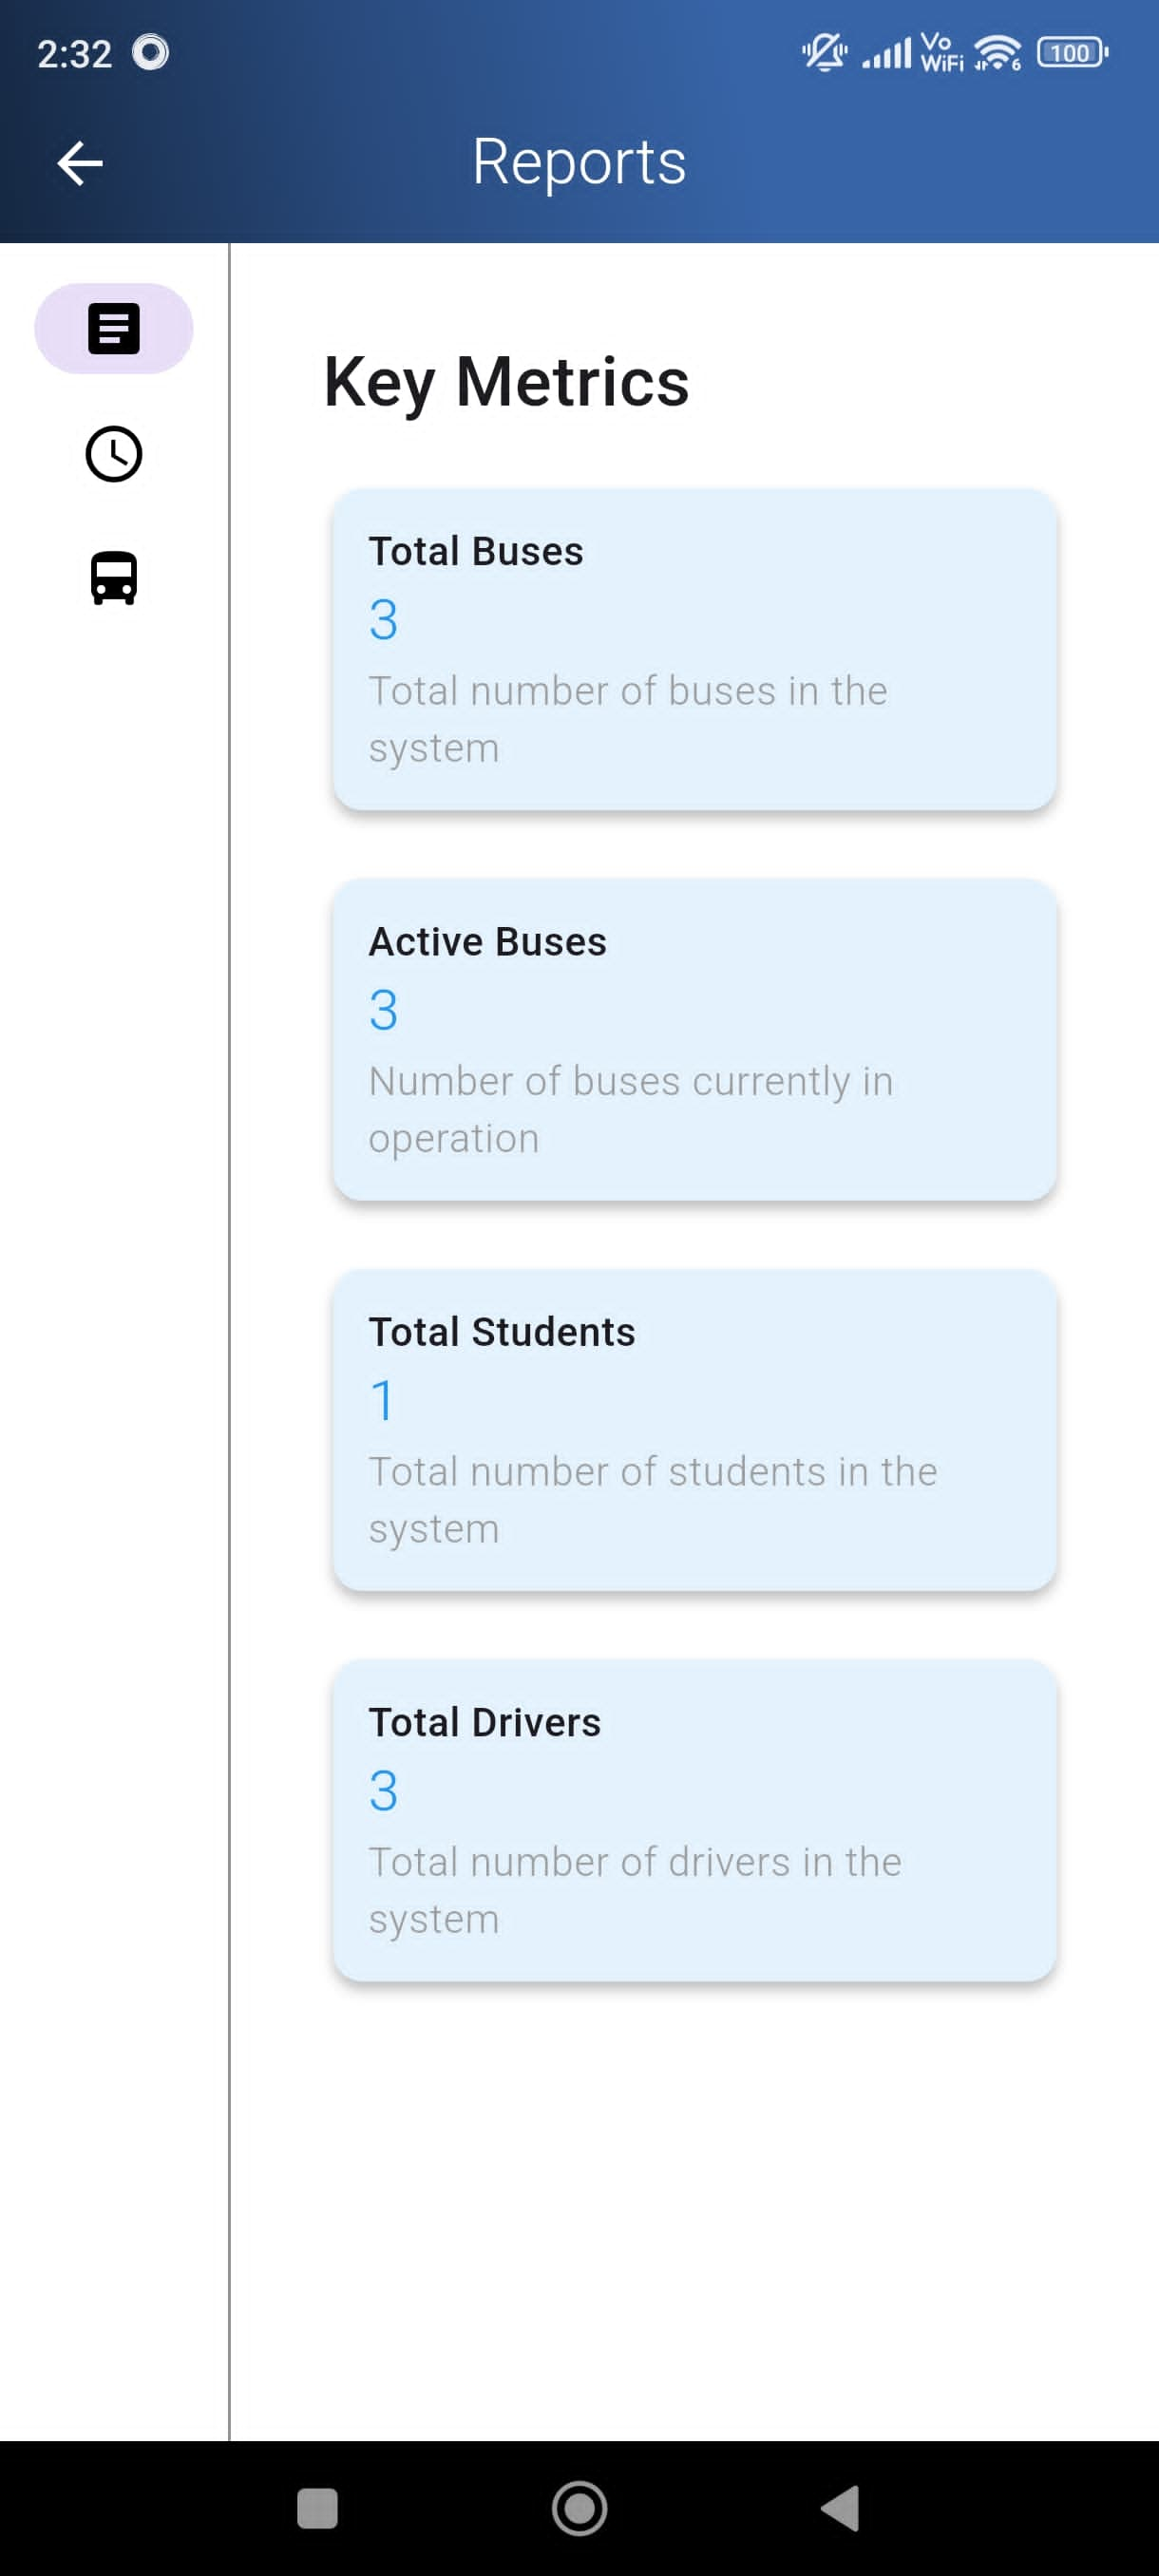 2:32
Vo
WiFi
6
100
Reports
Key Metrics
Total Buses
3
Total number of buses in the
system
Active Buses
3
Number of buses currently in
operation
Total Students
1
Total number of students in the
system
Total Drivers
3
Total number of drivers in the
system